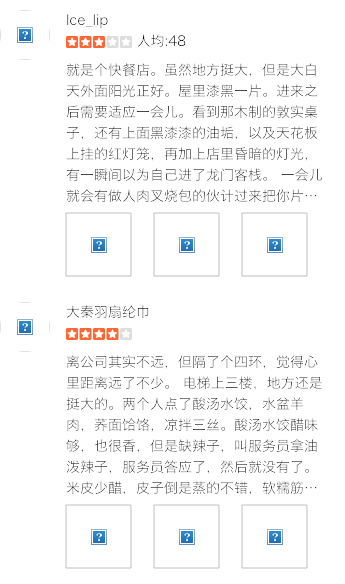 Ice_lip
人均:48
就是个快餐店。虽然地方挺大，但是大白
天外面阳光正好。屋里漆黑一片。进来之
后需要适应一会儿。看到那木制的敦实桌
子，还有上面黑漆漆的油垢，以及天花板
上挂的红灯笼，再加上店里昏暗的灯光，
有一瞬间以为自己进了龙门客栈。 一会儿
就会有做人肉叉烧包的伙计过来把你片…
大秦羽扇纶巾
离公司其实不远，但隔了个四环，觉得心
里距离远了不少。 电梯上三楼，地方还是
挺大的。两个人点了酸汤水饺，水盆羊
肉，荞面饸饹，凉拌三丝。酸汤水饺醋味
够，也很香，但是缺辣子，叫服务员拿油
泼辣子，服务员答应了，然后就没有了。
米皮少醋，皮子倒是蒸的不错，软糯筋…